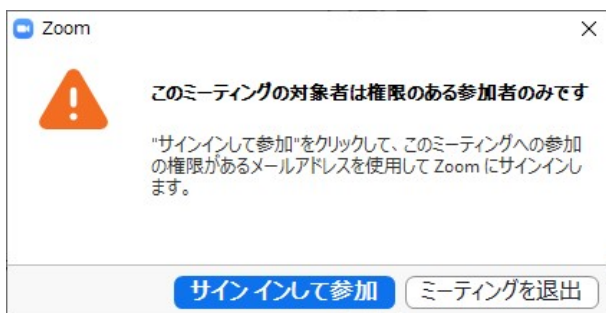 Zoom
このミーティングの対象者は権限のある参加者のみです
"サインインして参加"をクリックして、このミーティングへの参加
の権限があるメールアドレスを使用して Zoom にサインインし
ます。
サイン インして参加
ミーティングを退出